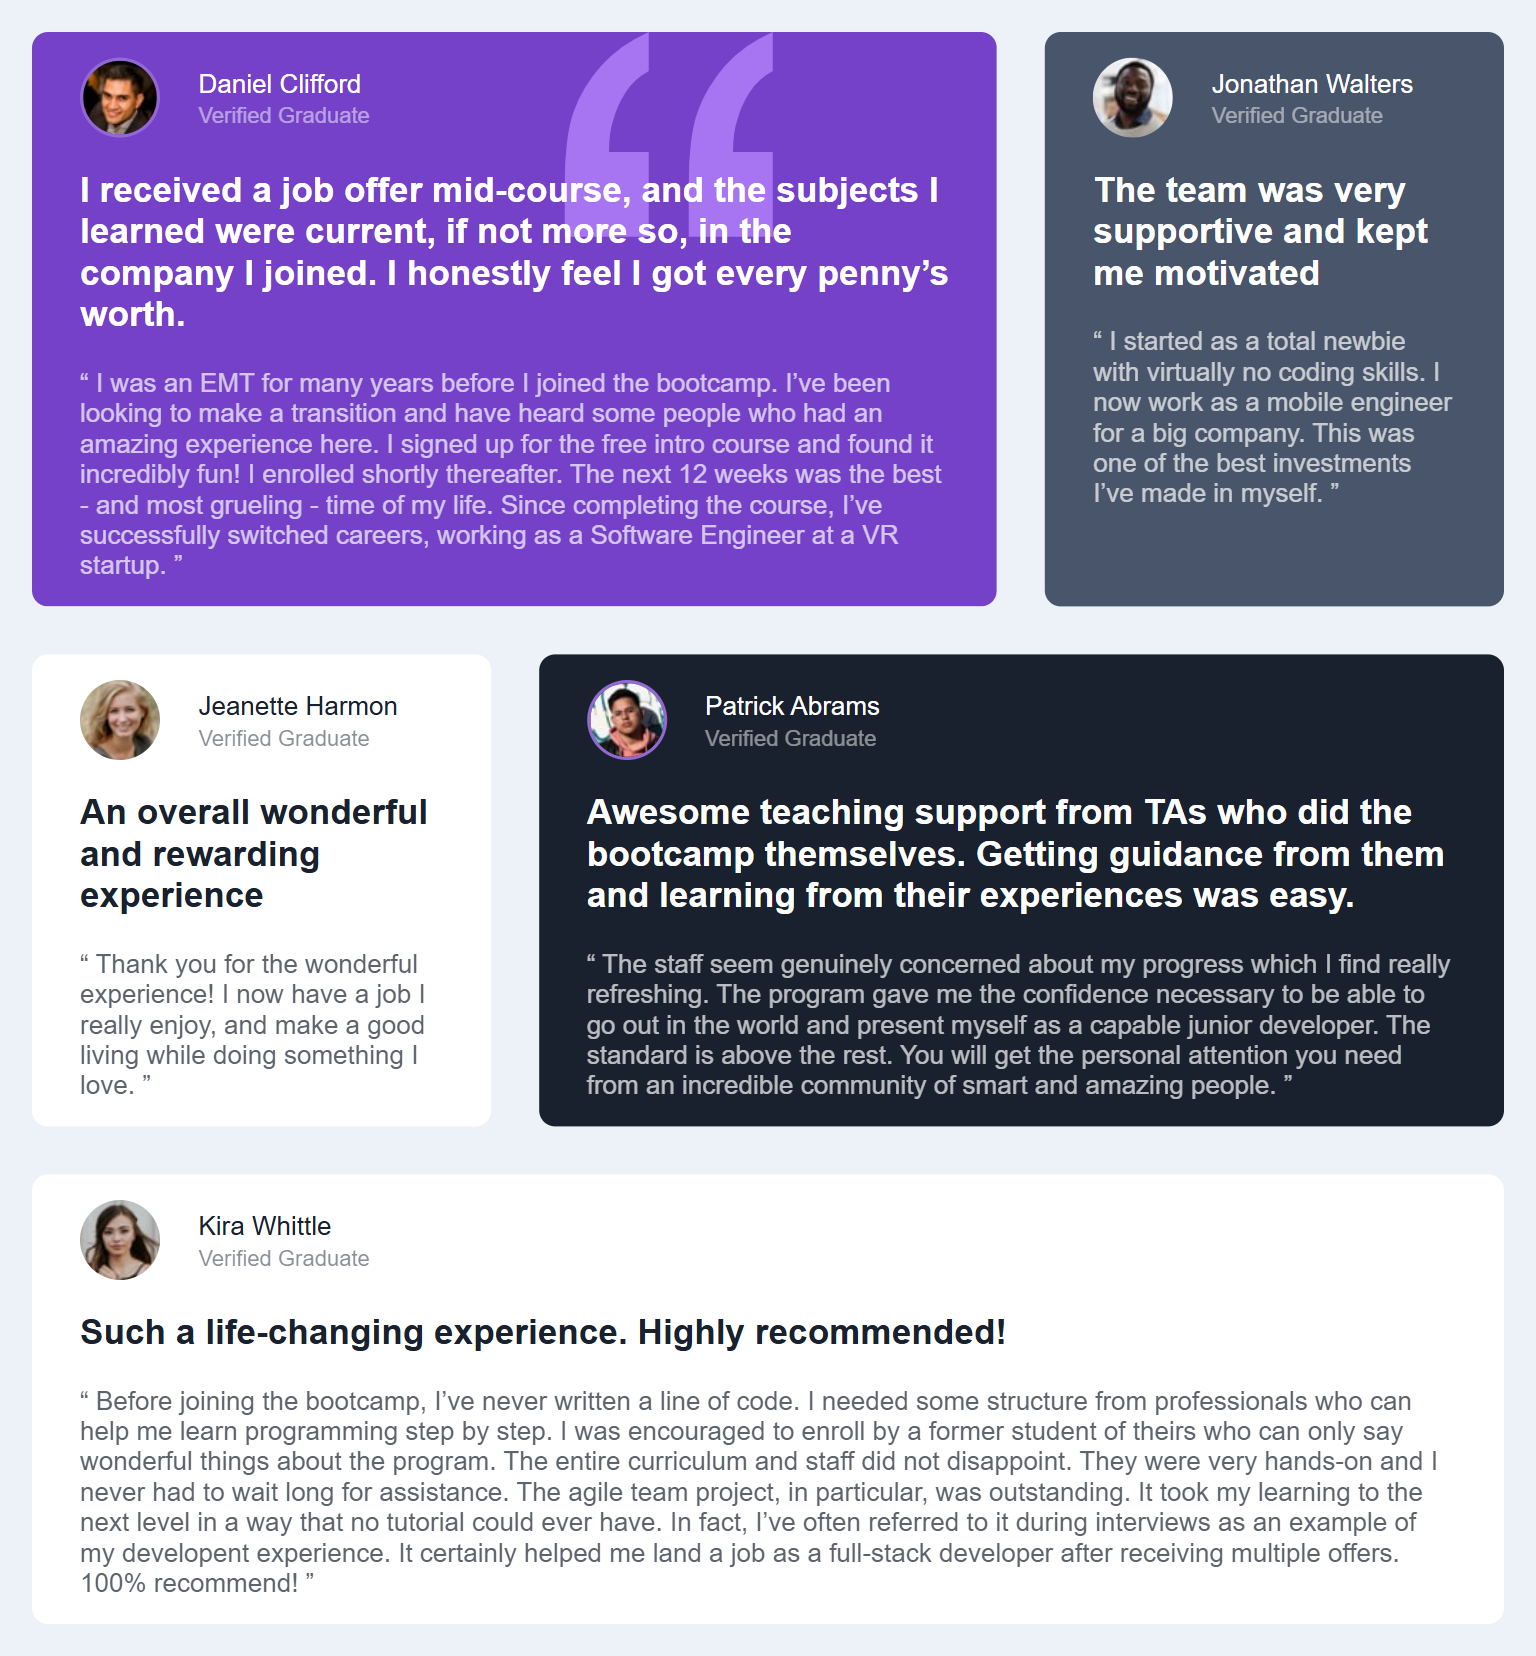 Daniel Clifford
Verified Graduate
I received a job offer mid-course, and the subjects I
learned were current, if not more so, in the
company I joined. I honestly feel I got every penny’s
worth.
“ I was an EMT for many years before I joined the bootcamp. I’ve been
looking to make a transition and have heard some people who had an
amazing experience here. I signed up for the free intro course and found it
incredibly fun! I enrolled shortly thereafter. The next 12 weeks was the best
- and most grueling - time of my life. Since completing the course, I’ve
successfully switched careers, working as a Software Engineer at a VR
startup. ”
Jonathan Walters
Verified Graduate
The team was very
supportive and kept
me motivated
“ I started as a total newbie
with virtually no coding skills. I
now work as a mobile engineer
for a big company. This was
one of the best investments
I’ve made in myself. ”
Jeanette Harmon
Verified Graduate
An overall wonderful
and rewarding
experience
“ Thank you for the wonderful
experience! I now have a job I
really enjoy, and make a good
living while doing something I
love. ”
Patrick Abrams
Verified Graduate
Awesome teaching support from TAs who did the
bootcamp themselves. Getting guidance from them
and learning from their experiences was easy.
“ The staff seem genuinely concerned about my progress which I find really
refreshing. The program gave me the confidence necessary to be able to
go out in the world and present myself as a capable junior developer. The
standard is above the rest. You will get the personal attention you need
from an incredible community of smart and amazing people. ”
Kira Whittle
Verified Graduate
Such a life-changing experience. Highly recommended!
“ Before joining the bootcamp, I’ve never written a line of code. I needed some structure from professionals who can
help me learn programming step by step. I was encouraged to enroll by a former student of theirs who can only say
wonderful things about the program. The entire curriculum and staff did not disappoint. They were very hands-on and I
never had to wait long for assistance. The agile team project, in particular, was outstanding. It took my learning to the
next level in a way that no tutorial could ever have. In fact, I’ve often referred to it during interviews as an example of
my developent experience. It certainly helped me land a job as a full-stack developer after receiving multiple offers.
100% recommend! ”